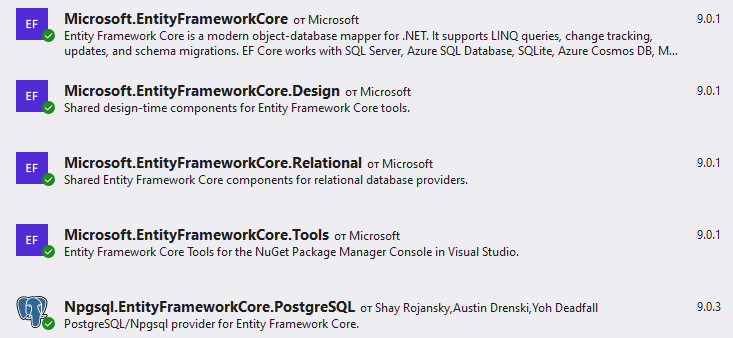 EF Microsoft.EntityFrameworkCore от Microsoft 9.0.1
Entity Framework Core is a modern object-database mapper for .NET. It supports LINQ queries, change tracking,
updates, and schema migrations. EF Core works with SQL Server, Azure SQL Database, SQLite, Azure Cosmos DB, M...
EF Microsoft.EntityFrameworkCore.Design от Microsoft 9.0.1
Shared design-time components for Entity Framework Core tools.
EF Microsoft.EntityFrameworkCore.Relational от Microsoft 9.0.1
Shared Entity Framework Core components for relational database providers.
EF Microsoft.EntityFrameworkCore.Tools от Microsoft 9.0.1
Entity Framework Core Tools for the NuGet Package Manager Console in Visual Studio.
Npgsql.EntityFrameworkCore.PostgreSQL от Shay Rojansky,Austin Drenski,Yoh Deadfall 9.0.3
PostgreSQL/Npgsql provider for Entity Framework Core.